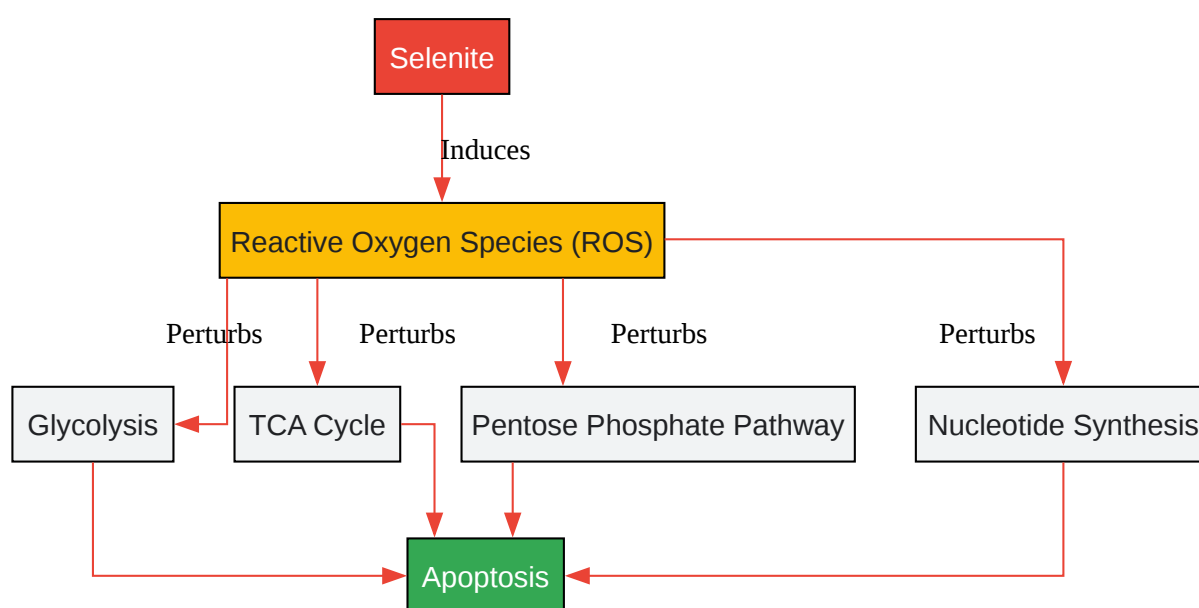 Selenite
Induces
Reactive Oxygen Species (ROS)
Perturbs
Perturbs
Perturbs
Perturbs
Glycolysis
TCA Cycle
Pentose Phosphate Pathway
Nucleotide Synthesis
Apoptosis